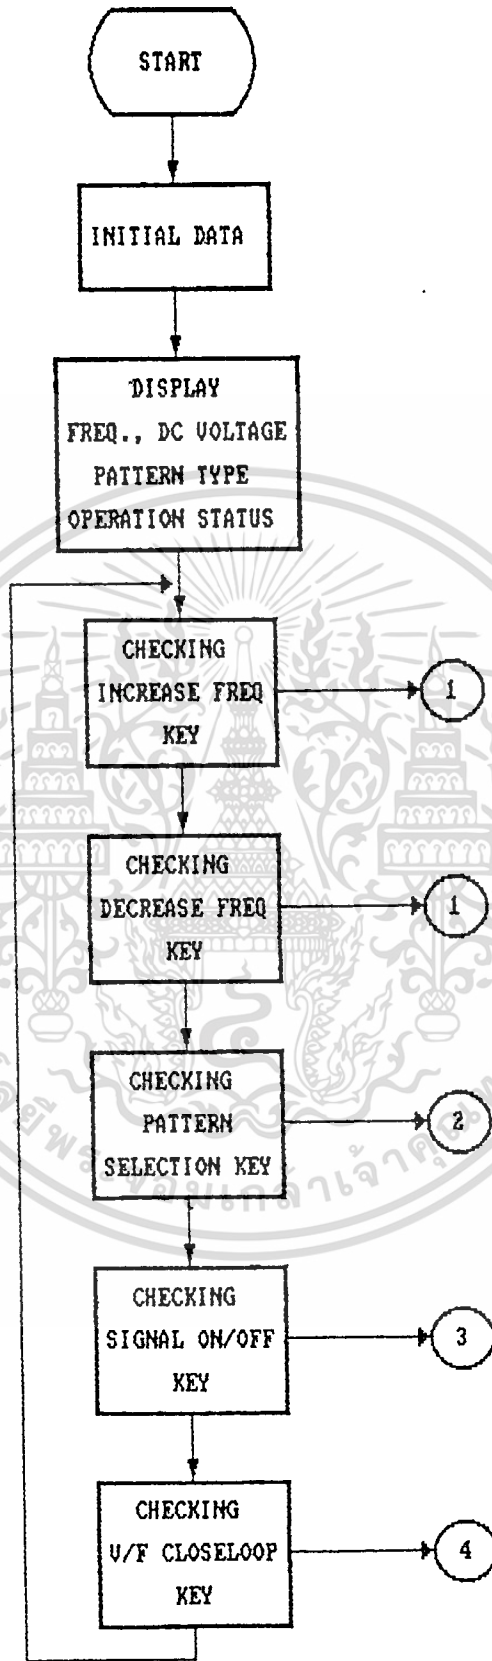 START
INITIAL DATA
DISPLAY
FREQ., DC VOLTAGE
PATTERN TYPE
OPERATION STATUS
CHECKING
INCREASE FREQ
KEY
1
CHECKING
DECREASE FREQ
KEY
1
CHECKING
PATTERN
SELECTION KEY
2
CHECKING
SIGNAL ON/OFF
KEY
3
CHECKING
V/F CLOSELOOP
KEY
4